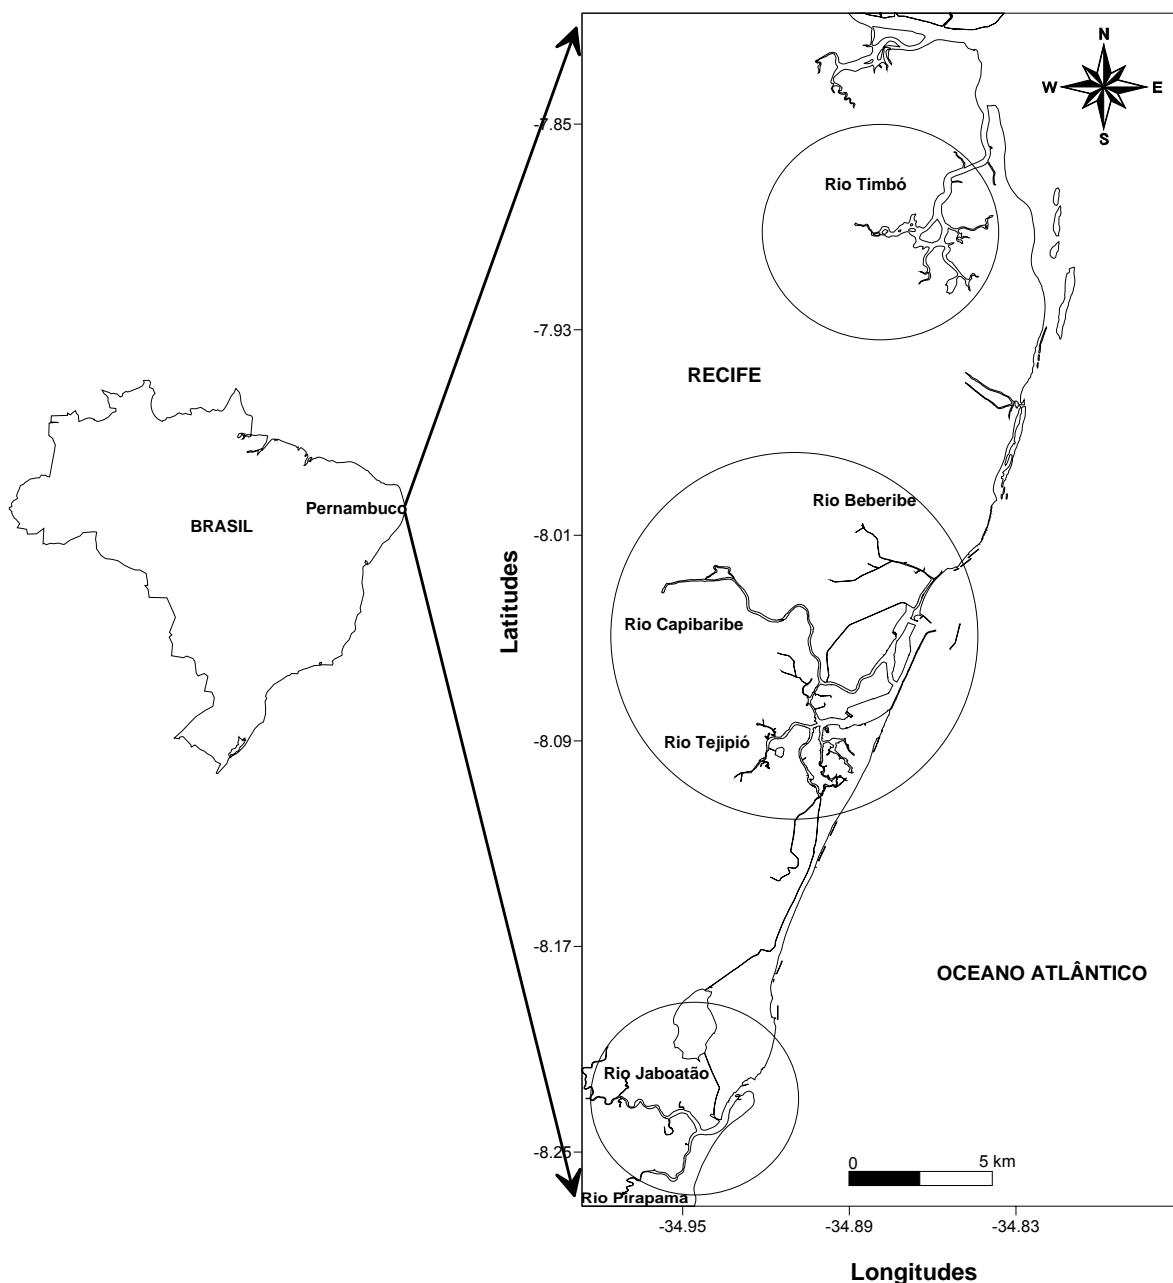 N
W
E
S
-7.85
Rio Timbó
-7.93
RECIFE
Rio Beberibe
Pernambuco
BRASIL
-8.01
Latitudes
Rio Capibaribe
Rio Tejipió
-8.09
-8.17
OCEANO ATLÂNTICO
Rio Jaboatão
-8.25
0
5 km
Rio Pirapama
-34.95
-34.89
-34.83
Longitudes